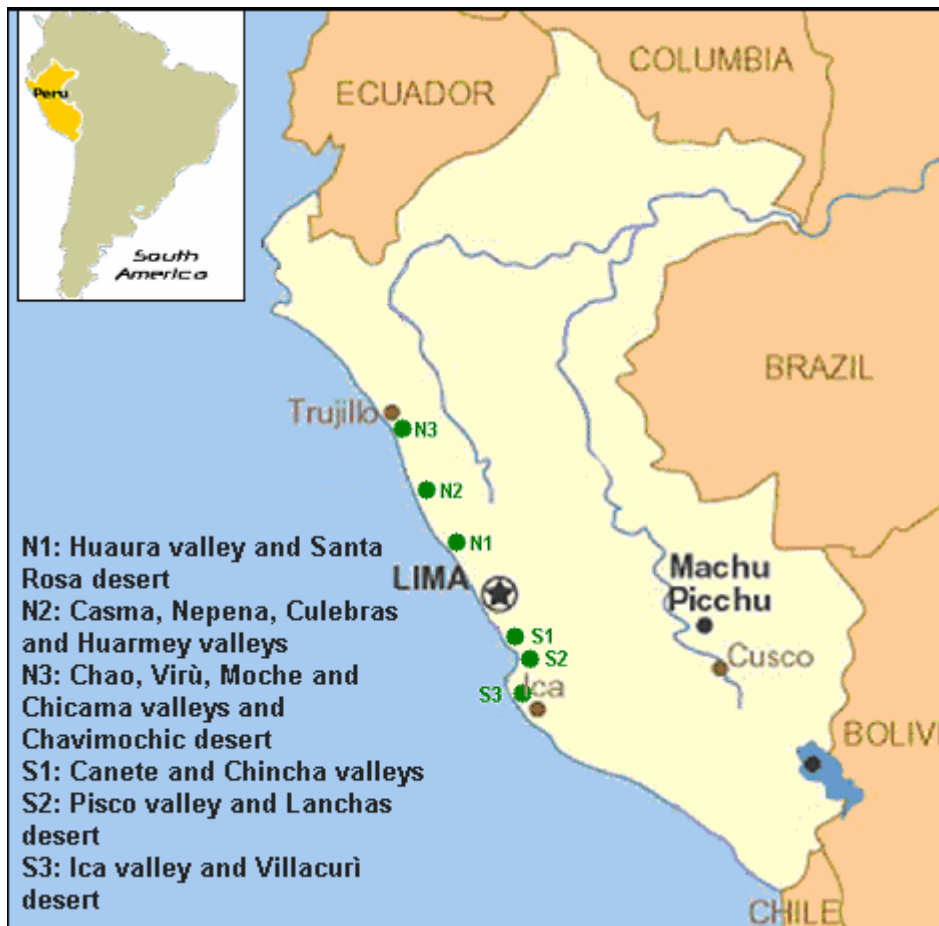 Peru
South
America
ECUADOR
COLUMBIA
BRAZIL
Trujillo
N3
N2
N1
LIMA
Machu
Picchu
Cusco
S1
S2
S3
Ica
BOLIVI
CHILE
N1: Huaura valley and Santa
Rosa desert
N2: Casma, Nepena, Culebras
and Huarmey valleys
N3: Chao, Virù, Moche and
Chicama valleys and
Chavimochic desert
S1: Canete and Chincha valleys
S2: Pisco valley and Lanchas
desert
S3: Ica valley and Villacurì
desert